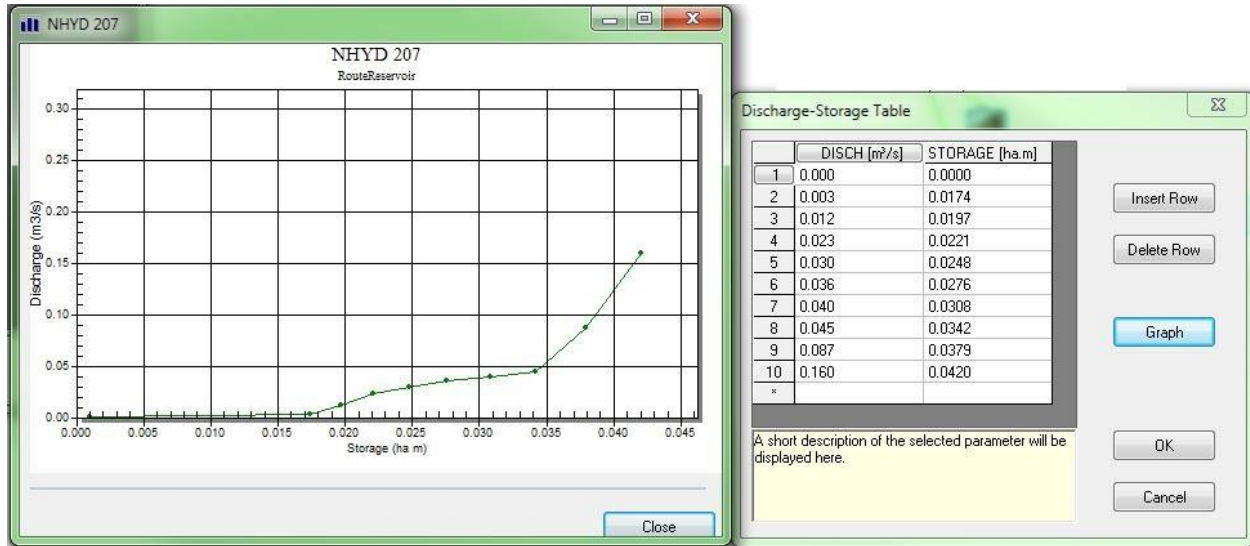 NHYD 207
NHYD 207
RouteReservoir
Discharge (m3/s)
0.30
0.25
0.20
0.15
0.10
0.05
0.00
0.000 0.005 0.010 0.015 0.020 0.025 0.030 0.035 0.040 0.045
Storage (ha m)
Close
Discharge-Storage Table
DISCH [m³/s] STORAGE [ha.m]
1 0.000 0.0000
2 0.003 0.0174
3 0.012 0.0197
4 0.023 0.0221
5 0.030 0.0248
6 0.036 0.0276
7 0.040 0.0308
8 0.045 0.0342
9 0.087 0.0379
10 0.160 0.0420
*
Insert Row
Delete Row
Graph
A short description of the selected parameter will be
displayed here.
OK
Cancel